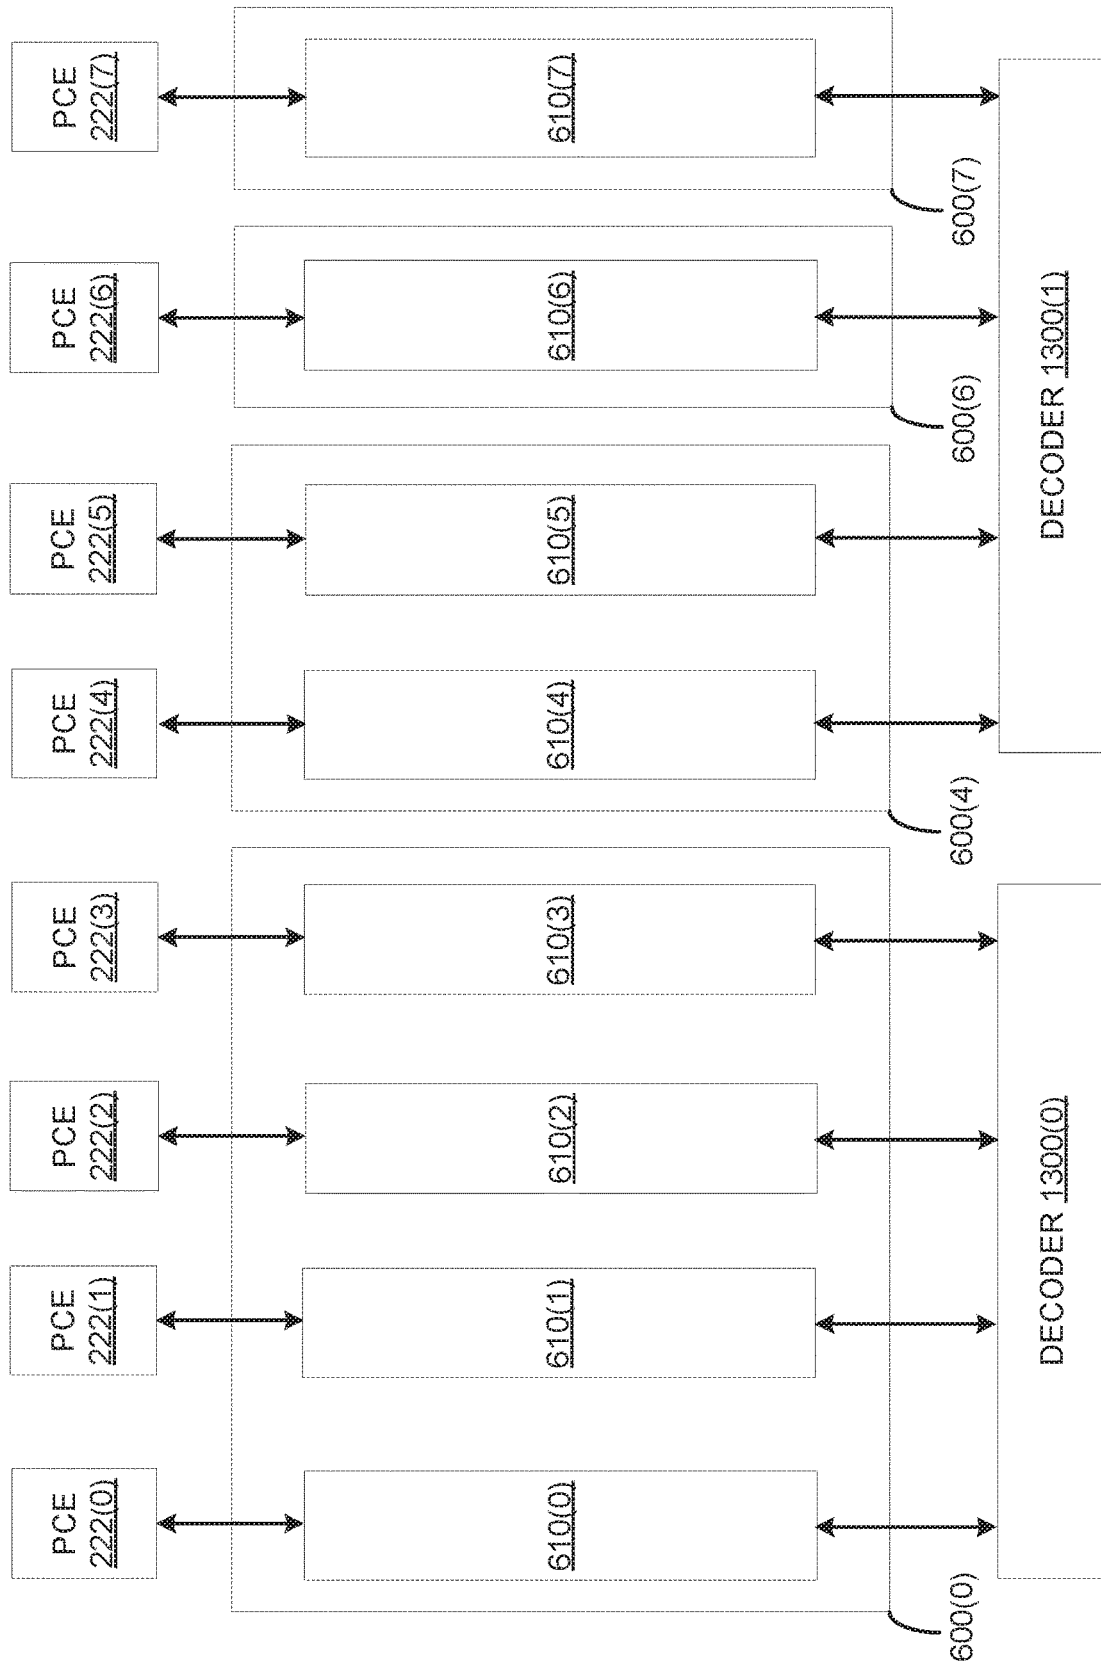 PCE
222(0)
PCE
222(1)
PCE
222(2)
PCE
222(3)
PCE
222(4)
PCE
222(5)
PCE
222(6)
PCE
222(7)
610(0)
610(1)
610(2)
610(3)
610(4)
610(5)
610(6)
610(7)
600(0)
600(4)
600(6)
600(7)
DECODER 1300(0)
DECODER 1300(1)